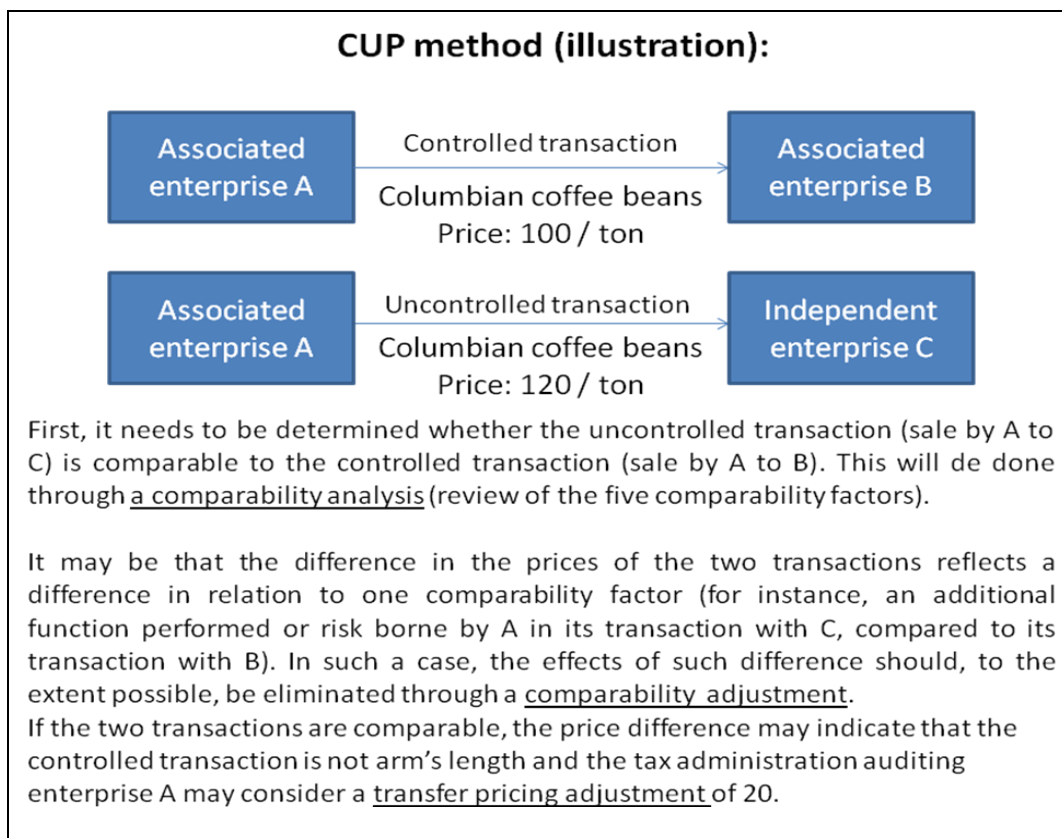 CUP method (illustration):
Associated
enterprise A
Controlled transaction
Columbian coffee beans
Price: 100 / ton
Associated
enterprise B
Associated
enterprise A
Uncontrolled transaction
Columbian coffee beans
Price: 120 / ton
Independent
enterprise C
First, it needs to be determined whether the uncontrolled transaction (sale by A to
C) is comparable to the controlled transaction (sale by A to B). This will de done
through a comparability analysis (review of the five comparability factors).
It may be that the difference in the prices of the two transactions reflects a
difference in relation to one comparability factor (for instance, an additional
function performed or risk borne by A in its transaction with C, compared to its
transaction with B). In such a case, the effects of such difference should, to the
extent possible, be eliminated through a comparability adjustment.
If the two transactions are comparable, the price difference may indicate that the
controlled transaction is not arm's length and the tax administration auditing
enterprise A may consider a transfer pricing adjustment of 20.